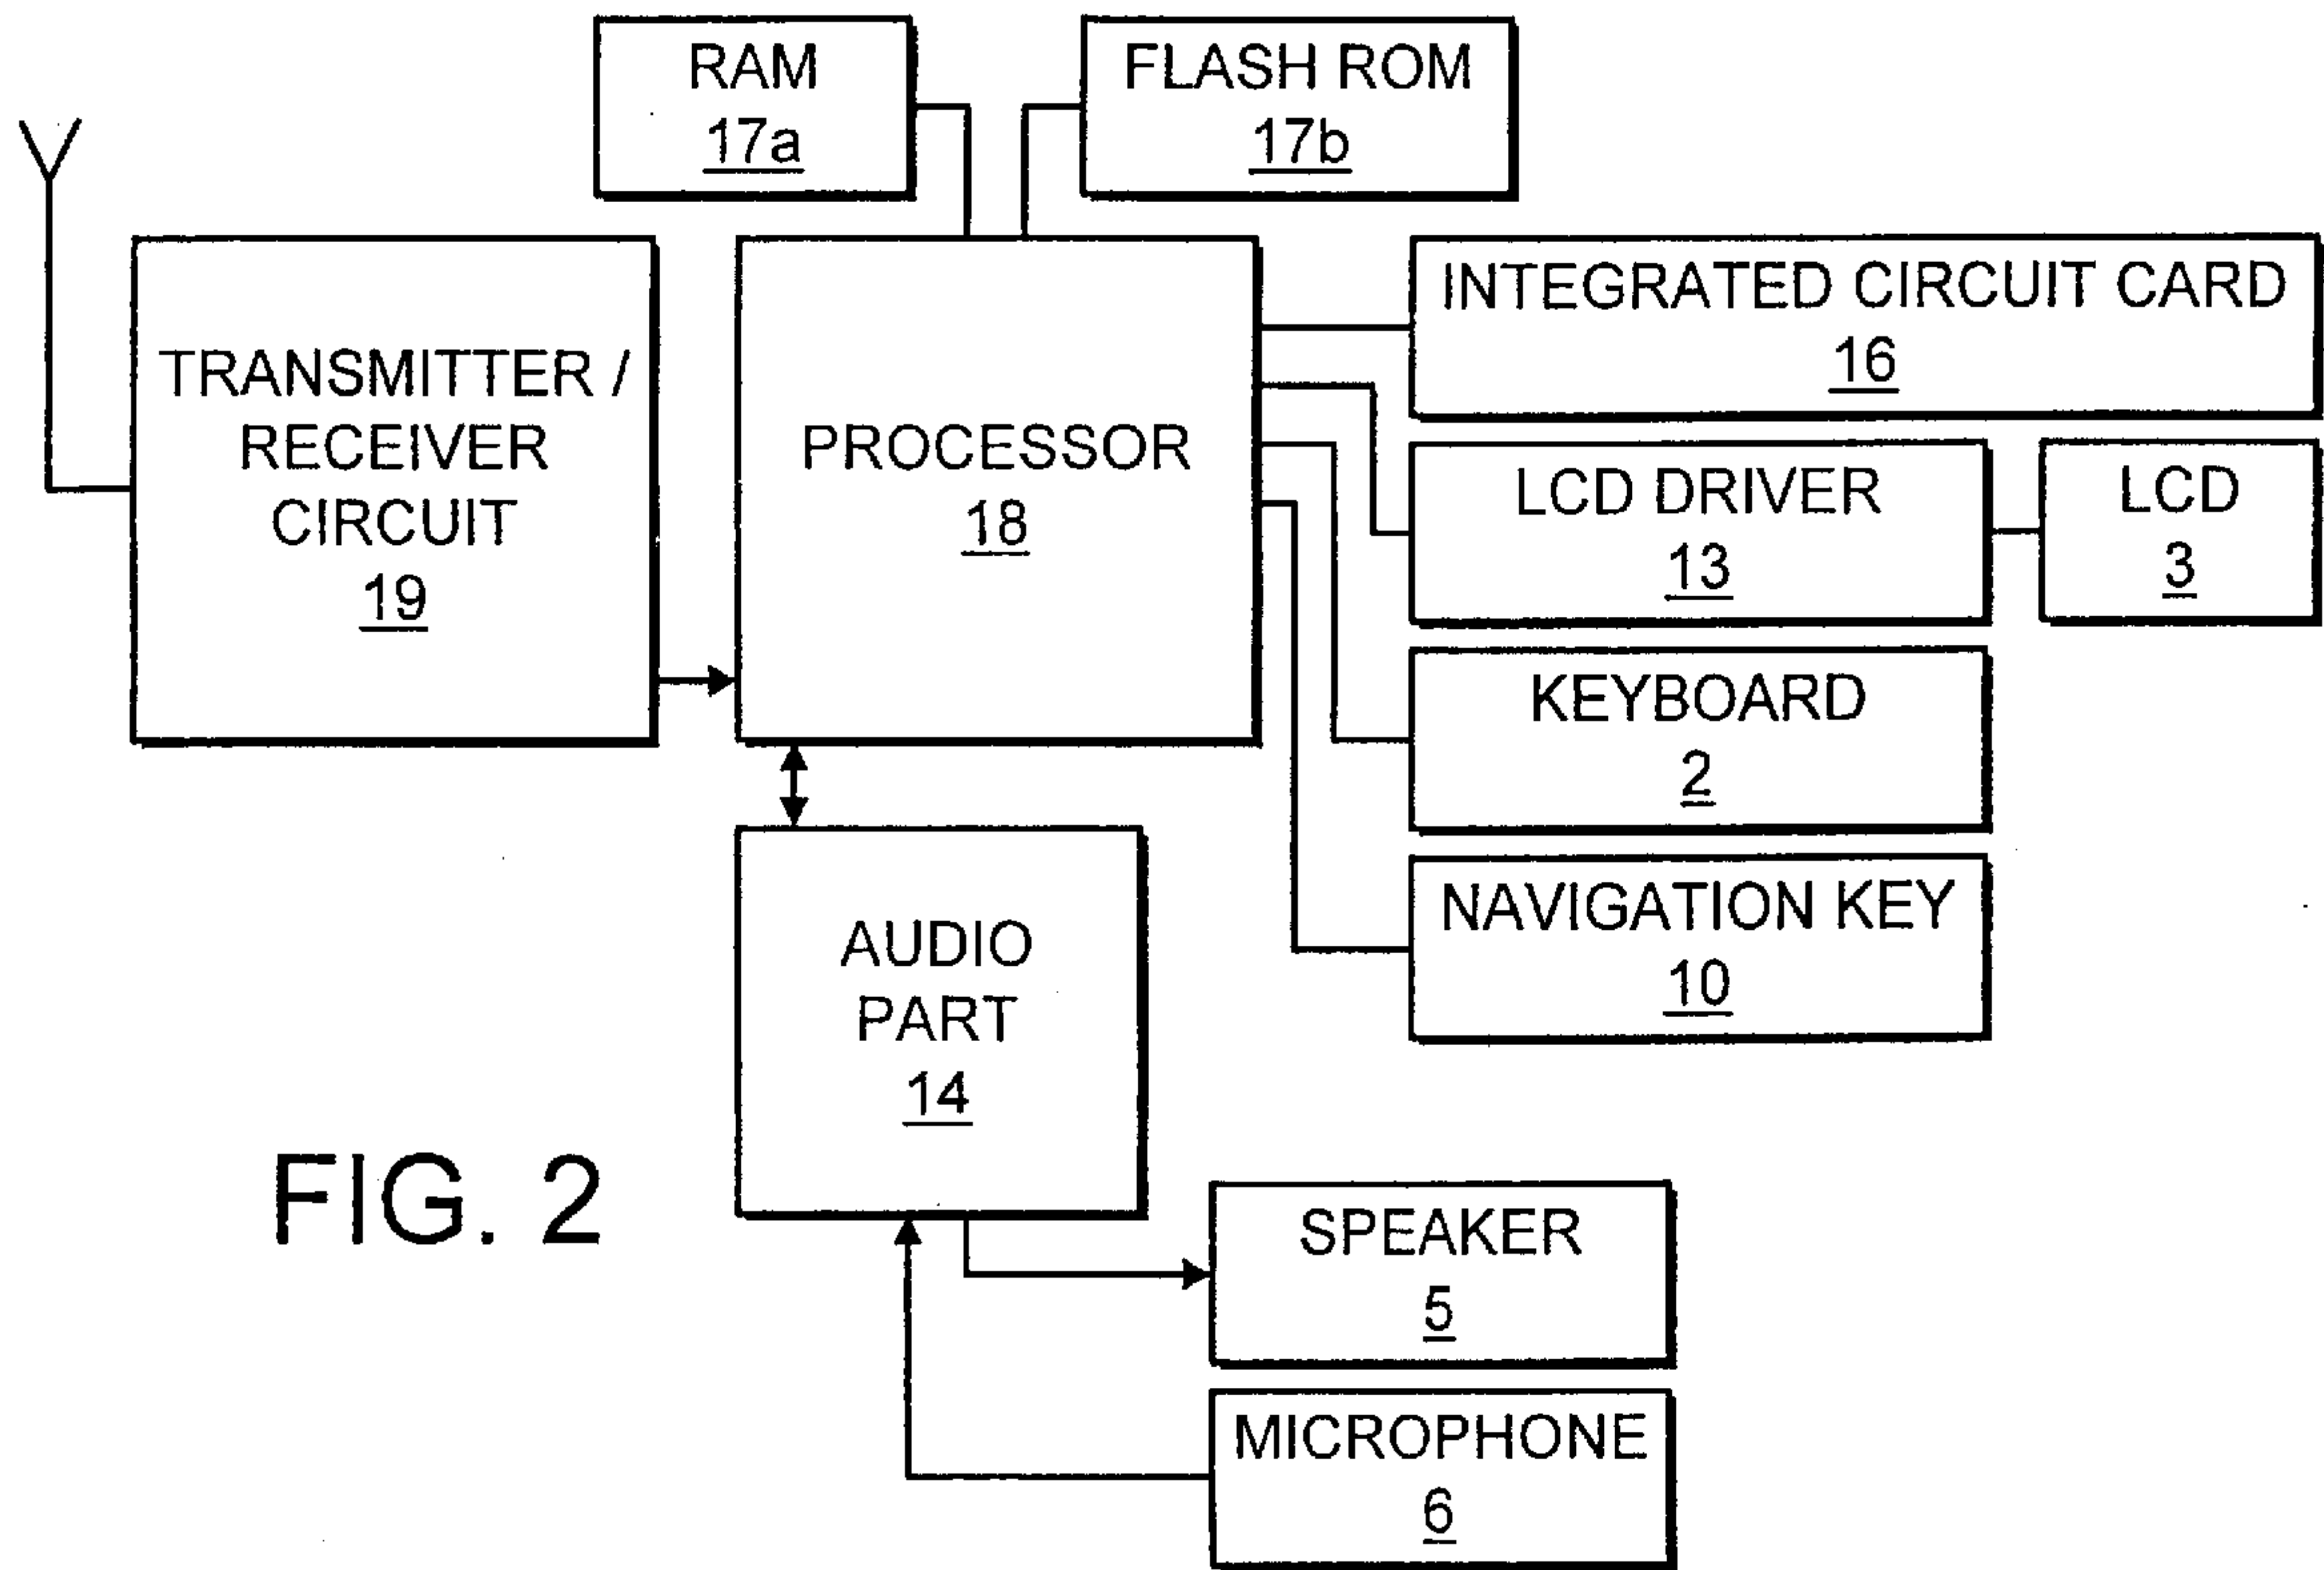 RAM
17a
FLASH ROM
17b
TRANSMITTER /
RECEIVER
CIRCUIT
19
PROCESSOR
18
INTEGRATED CIRCUIT CARD
16
LCD DRIVER
13
LCD
3
KEYBOARD
2
NAVIGATION KEY
10
AUDIO
PART
14
FIG. 2
SPEAKER
5
MICROPHONE
6